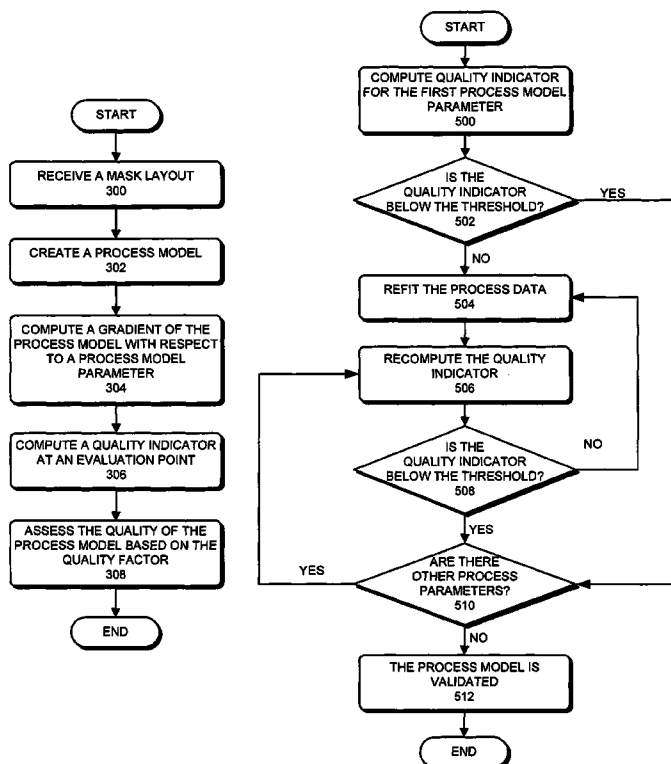 START
RECEIVE A MASK LAYOUT
300
CREATE A PROCESS MODEL
302
COMPUTE A GRADIENT OF THE
PROCESS MODEL WITH RESPECT
TO A PROCESS MODEL
PARAMETER
304
COMPUTE A QUALITY INDICATOR
AT AN EVALUATION POINT
306
ASSESS THE QUALITY OF THE
PROCESS MODEL BASED ON THE
QUALITY FACTOR
308
END
START
COMPUTE QUALITY INDICATOR
FOR THE FIRST PROCESS MODEL
PARAMETER
500
IS THE
QUALITY INDICATOR
BELOW THE THRESHOLD?
502
YES
NO
REFIT THE PROCESS DATA
504
RECOMPUTE THE QUALITY
INDICATOR
506
IS THE
QUALITY INDICATOR
BELOW THE THRESHOLD?
508
NO
YES
ARE THERE
OTHER PROCESS
PARAMETERS?
510
YES
NO
THE PROCESS MODEL IS
VALIDATED
512
END